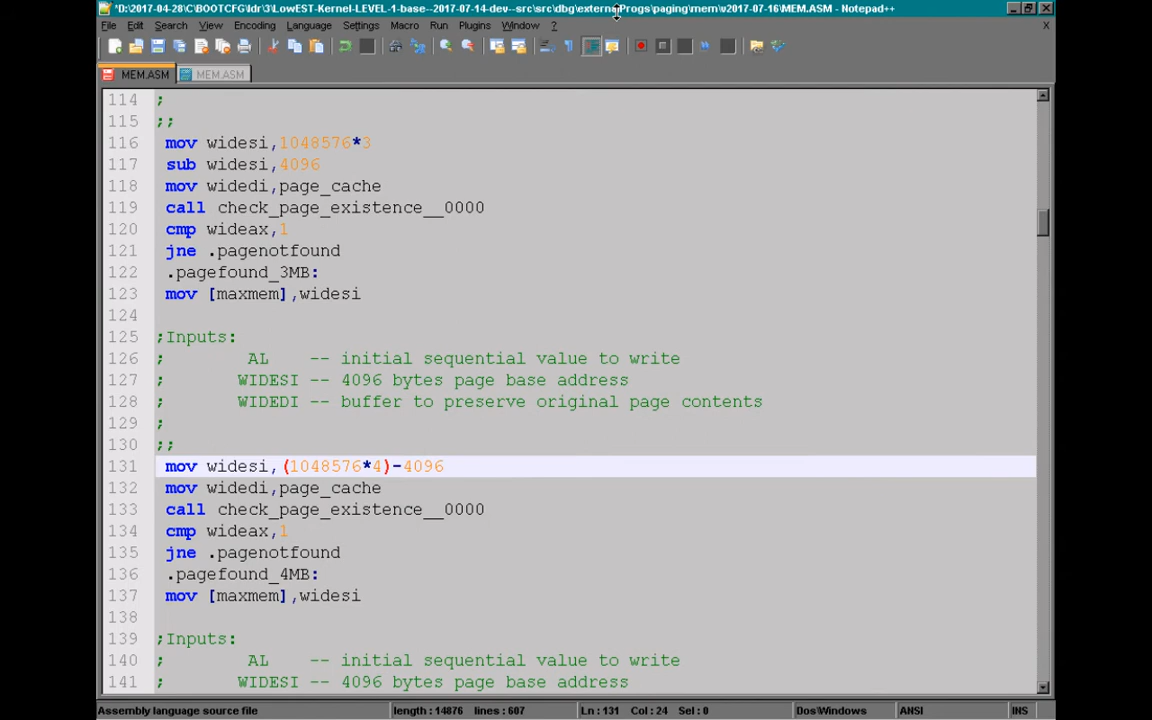 *D:\2017-04-28\C\BOOTCFG\ldr3\LowEST-Kernel-LEVEL-1-base--2017-07-14-dev--src\src\dbg\externProgs\paging\mem\v2017-07-16\MEM.ASM - Notepad++
File Edit Search View Encoding Language Settings Macro Run Plugins Window ? X
MEM.ASM MEM.ASM
114 ;
115 ;;
116 mov widesi,1048576*3
117 sub widesi,4096
118 mov widedi,page_cache
119 call check_page_existence__0000
120 cmp wideax,1
121 jne .pagenotfound
122 .pagefound_3MB:
123 mov [maxmem],widesi
124
125 ;Inputs:
126 ; AL -- initial sequential value to write
127 ; WIDESI -- 4096 bytes page base address
128 ; WIDEDI -- buffer to preserve original page contents
129 ;
130 ;;
131 mov widesi,(1048576*4)-4096
132 mov widedi,page_cache
133 call check_page_existence__0000
134 cmp wideax,1
135 jne .pagenotfound
136 .pagefound_4MB:
137 mov [maxmem],widesi
138
139 ;Inputs:
140 ; AL -- initial sequential value to write
141 ; WIDESI -- 4096 bytes page base address
Assembly language source file length : 14876 lines : 607 Ln : 131 Col : 24 Sel : 0 Dos\Windows ANSI INS